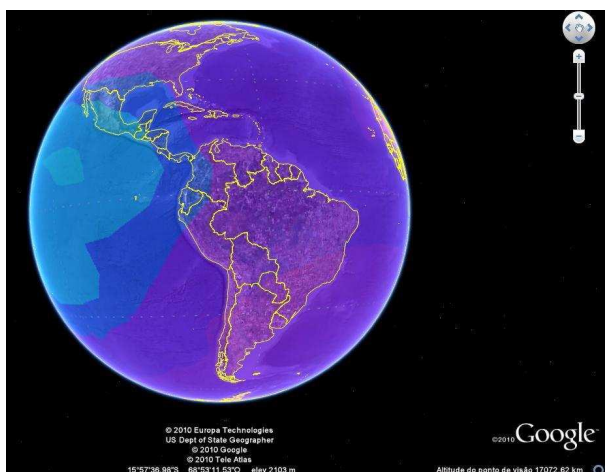 © 2010 Europa Technologies
US Dept of State Geographer
© 2010 Google
© 2010 Tele Atlas
©2010 Google
15°57'36.98"S 68°53'11.53"O elev 2103 m
Altitude do ponto de visão 17072.62 km